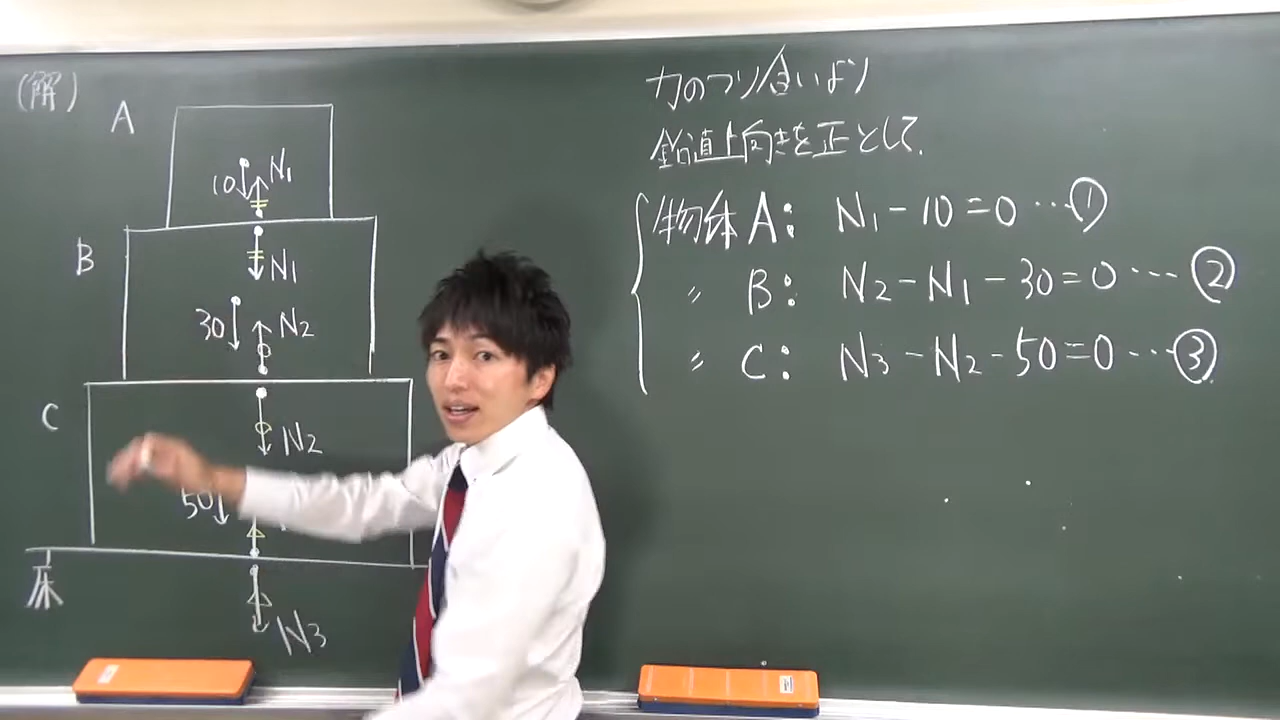 (解)
A
10 N1
B
N1
30 N2
C
N2
50
床
N3
力のつり合いより
鉛直上向きを正として、
物体A: N1-10=0…①
〃 B: N2-N1-30=0…②
〃 C: N3-N2-50=0…③